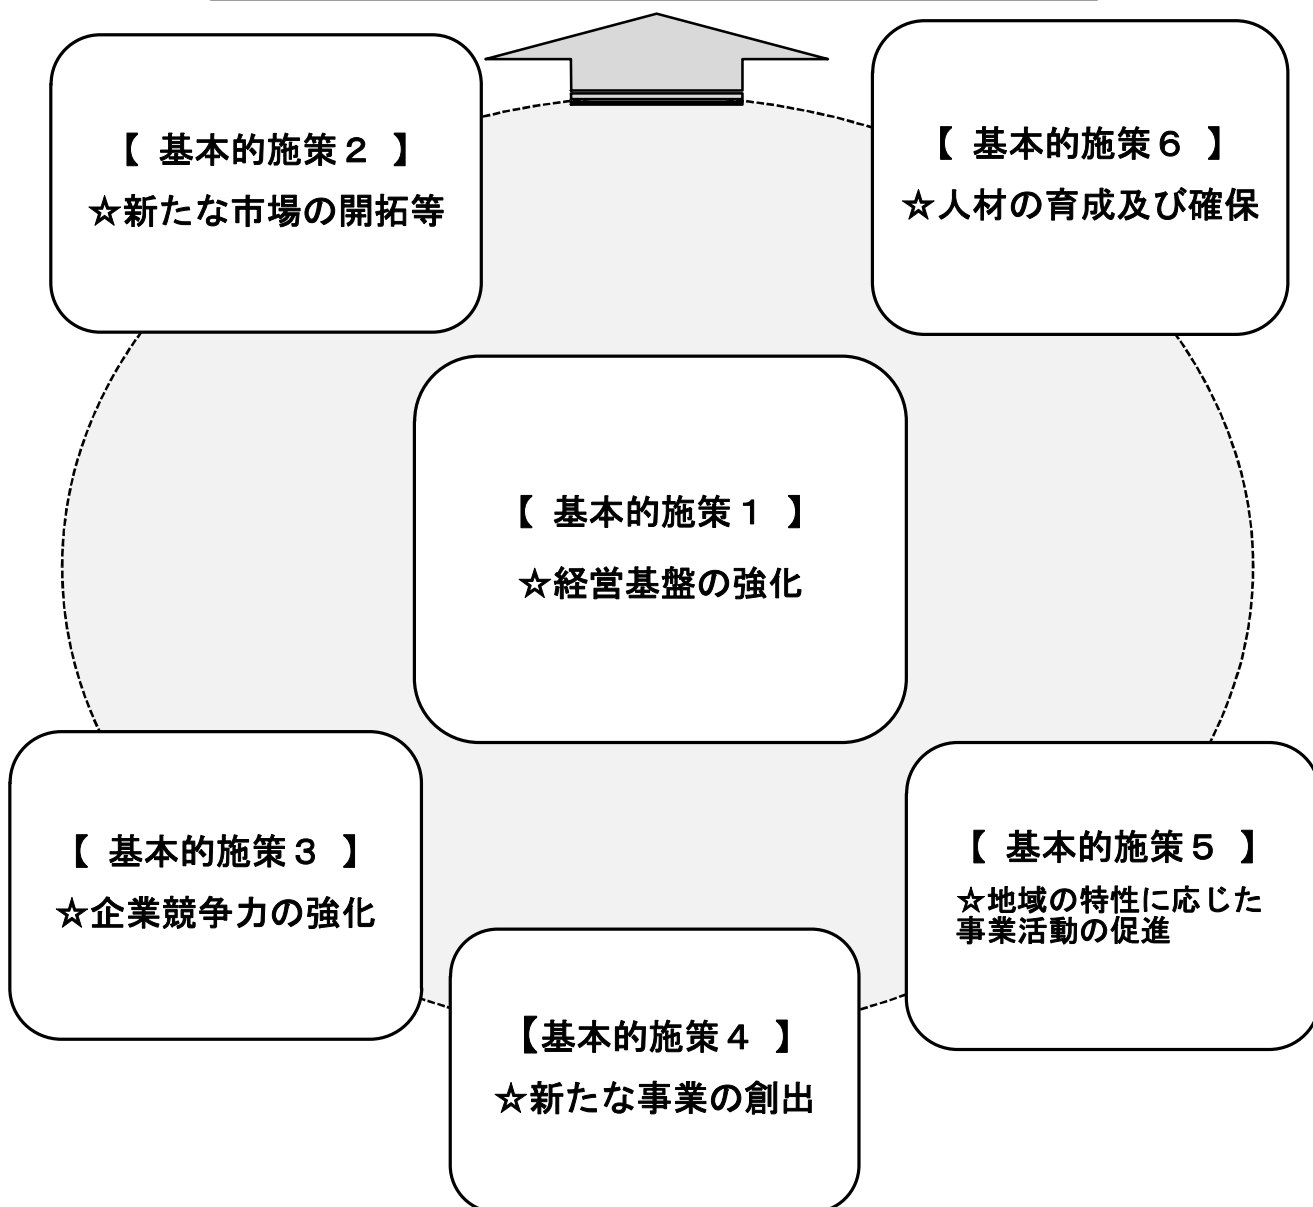 【 基本的施策２ 】
☆新たな市場の開拓等
【 基本的施策６ 】
☆人材の育成及び確保
【 基本的施策１ 】
☆経営基盤の強化
【 基本的施策３ 】
☆企業競争力の強化
【 基本的施策５ 】
☆地域の特性に応じた
事業活動の促進
【基本的施策４ 】
☆新たな事業の創出